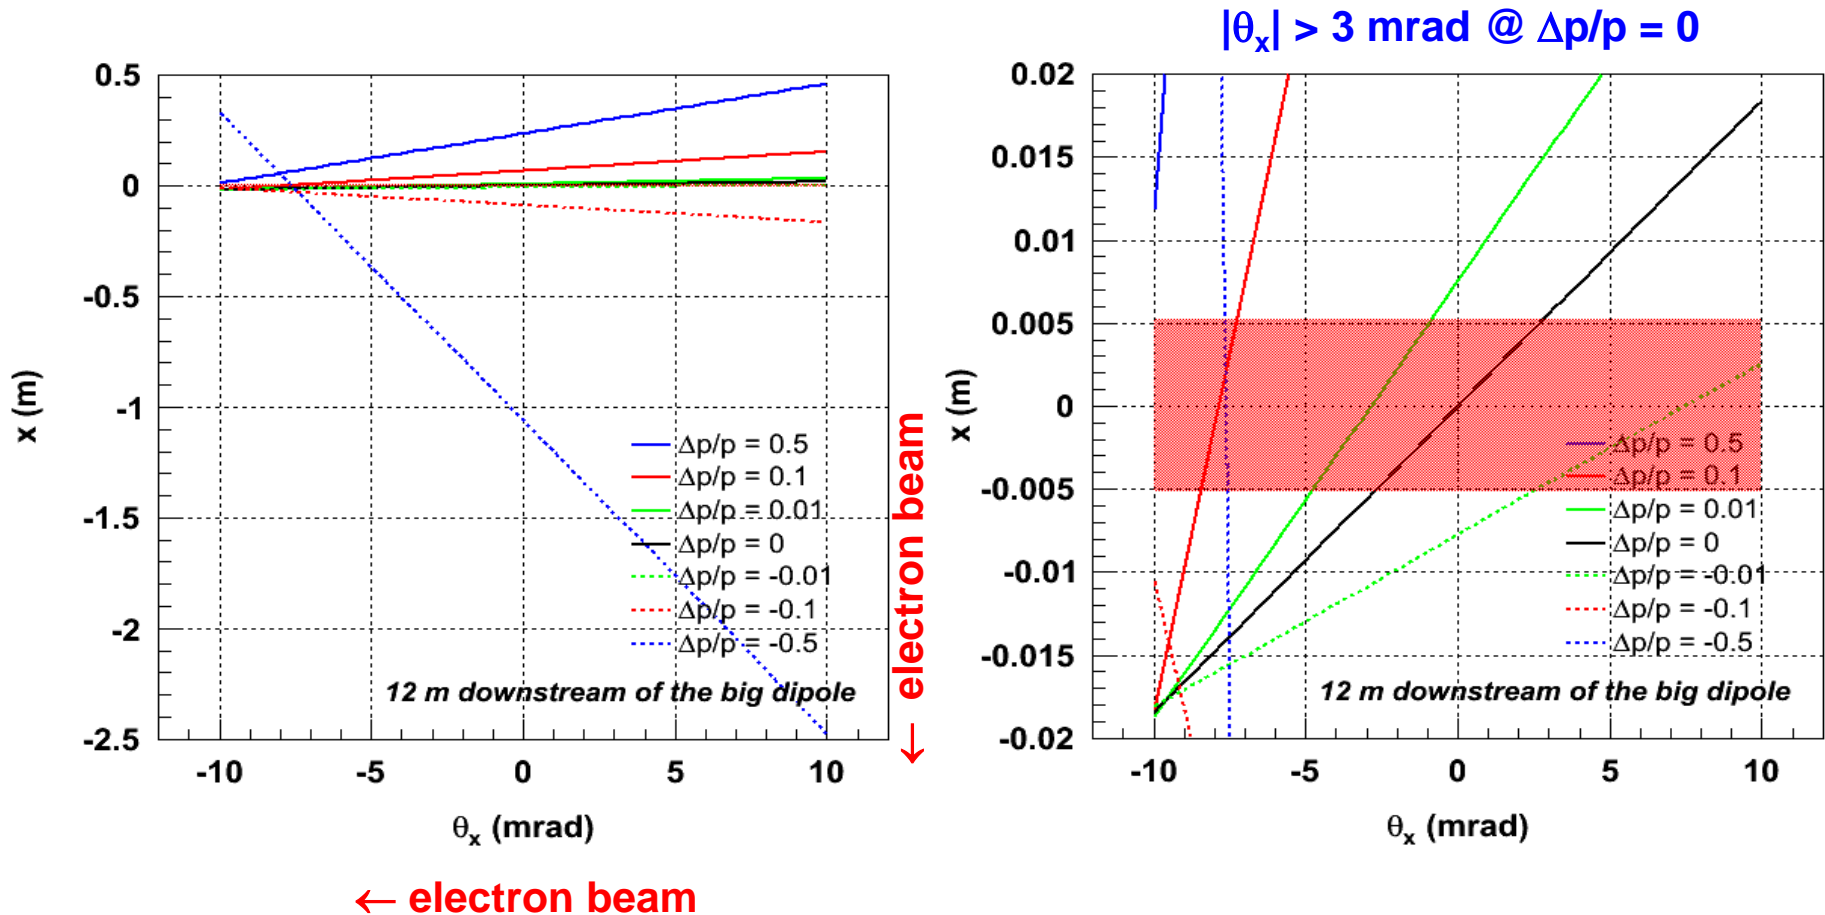 |θx| > 3 mrad @ Δp/p = 0
0.5
0
-0.5
-1
-1.5
-2
-2.5
x (m)
Δp/p = 0.5
Δp/p = 0.1
Δp/p = 0.01
Δp/p = 0
Δp/p = -0.01
Δp/p = -0.1
Δp/p = -0.5
12 m downstream of the big dipole
-10
-5
0
5
10
θx (mrad)
← electron beam
← electron beam
0.02
0.015
0.01
0.005
0
-0.005
-0.01
-0.015
-0.02
x (m)
Δp/p = 0.5
Δp/p = 0.1
Δp/p = 0.01
Δp/p = 0
Δp/p = -0.01
Δp/p = -0.1
Δp/p = -0.5
12 m downstream of the big dipole
-10
-5
0
5
10
θx (mrad)